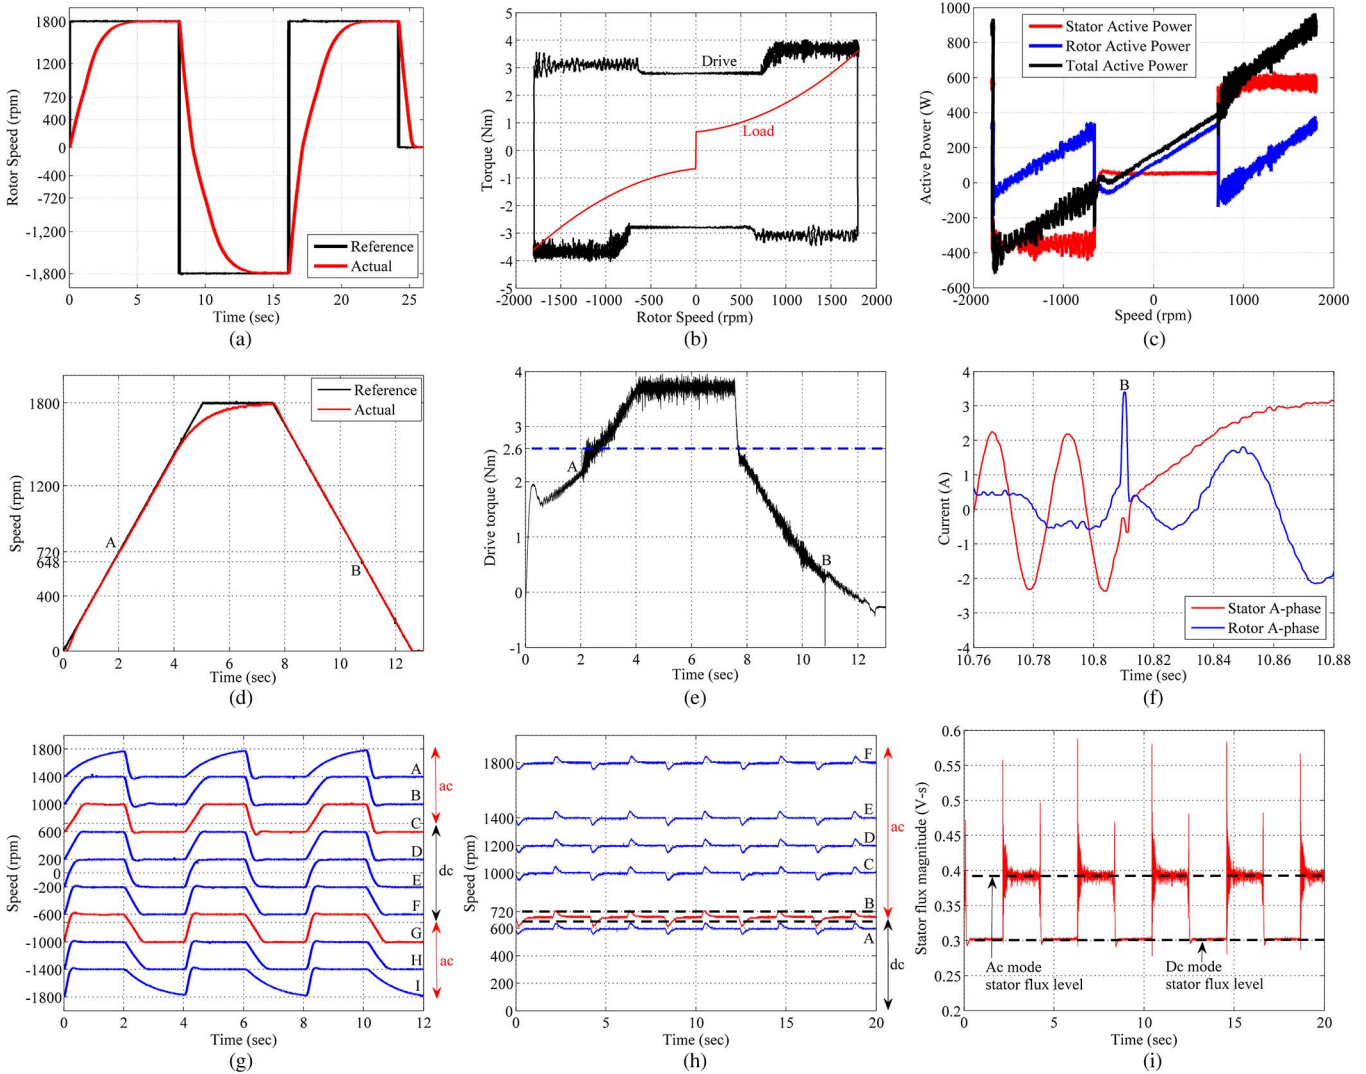 1800
1200
720
400
0
-400
-720
-1,200
-1,800
Rotor Speed (rpm)
Reference
Actual
0 5 10 15 20 25
Time (sec)
(a)
5
4
3
2
1
0
-1
-2
-3
-4
5
Torque (Nm)
Drive
Load
-2000 -1500 -1000 -500 0 500 1000 1500 2000
Rotor Speed (rpm)
(b)
1000
800
600
400
200
0
-200
-400
-600
Active Power (W)
Stator Active Power
Rotor Active Power
Total Active Power
-2000 -1000 0 1000 2000
Speed (rpm)
(c)
1800
1200
720
648
400
0
Speed (rpm)
Reference
Actual
A
B
0 2 4 6 8 10 12
Time (sec)
(d)
4
3
2.6
2
0
-1
Drive torque (Nm)
A
B
0 2 4 6 8 10 12
Time (sec)
(e)
4
3
2
1
0
-1
-2
-3
-4
Current (A)
B
Stator A-phase
Rotor A-phase
10.76 10.78 10.8 10.82 10.84 10.86 10.88
Time (sec)
(f)
1800
1400
1000
600
200
0
-200
-600
-1000
-1400
-1800
Speed (rpm)
A
B
C
D
E
F
G
H
I
ac
dc
ac
0 2 4 6 8 10 12
Time (sec)
(g)
1800
1400
1200
1000
720
600
400
200
0
Speed (rpm)
F
E
D
C
B
A
ac
dc
0 5 10 15 20
Time (sec)
(h)
0.6
0.55
0.5
0.45
0.4
0.35
0.3
0.25
0.2
Stator flux magnitude (V-s)
Ac mode
stator flux level
Dc mode
stator flux level
0 5 10 15 20
Time (sec)
(i)